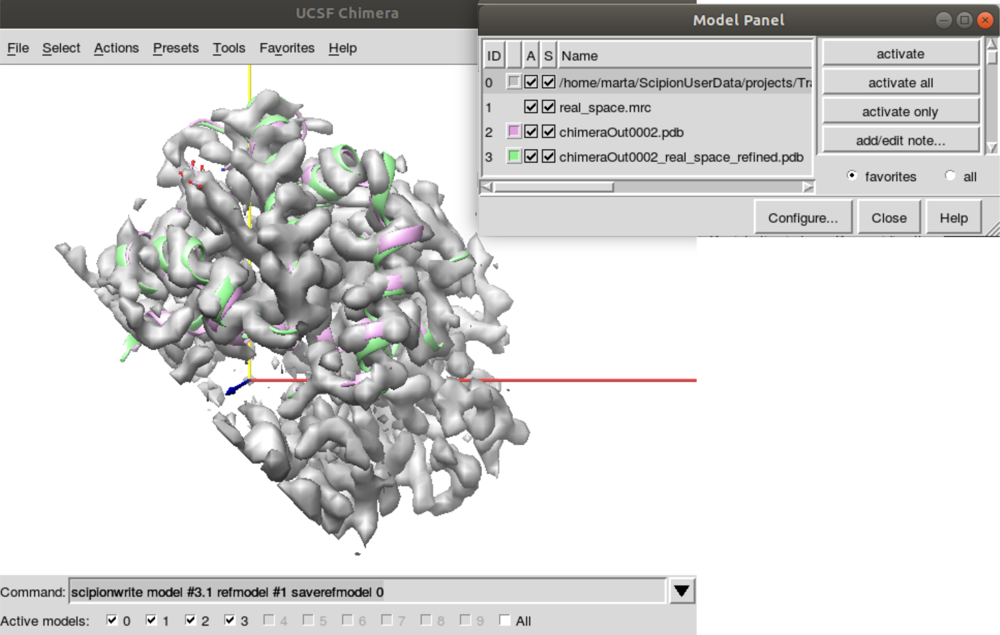 UCSF Chimera
File Select Actions Presets Tools Favorites Help
Model Panel
ID A S Name
0 /home/marta/ScipionUserData/projects/Tra
1 real_space.mrc
2 chimeraOut0002.pdb
3 chimeraOut0002_real_space_refined.pdb
activate
activate all
activate only
add/edit note...
favorites all
Configure... Close Help
Command: scipionwrite model #3.1 refmodel #1 saverefmodel 0
Active models: 0 1 2 3 4 5 6 7 8 9 All